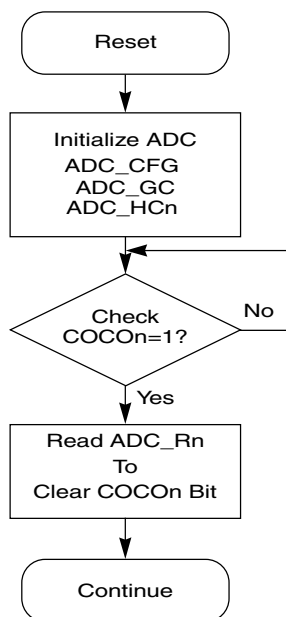 Reset
Initialize ADC
ADC_CFG
ADC_GC
ADC_HCn
Check
COCOn=1?
No
Yes
Read ADC_Rn
To
Clear COCOn Bit
Continue